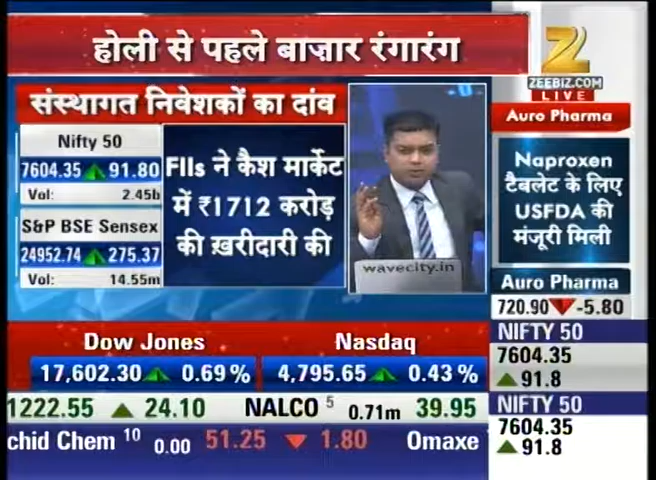 होली से पहले बाज़ार रंगारंग
Z
ZEEBIZ.COM
LIVE
संस्थागत निवेशकों का दांव
Nifty 50
7604.35 ▲ 91.80
Vol: 2.45b
S&P BSE Sensex
24952.74 ▲ 275.37
Vol: 14.55m
FIIs ने कैश मार्केट
में ₹1712 करोड़
की ख़रीदारी की
wavecity.in
Auro Pharma
Naproxen
टैबलेट के लिए
USFDA की
मंजूरी मिली
Auro Pharma
720.90 ▼ -5.80
NIFTY 50
7604.35
▲ 91.8
NIFTY 50
7604.35
▲ 91.8
Dow Jones
17,602.30 ▲ 0.69%
Nasdaq
4,795.65 ▲ 0.43%
1222.55 ▲ 24.10 NALCO 5 0.71m 39.95
chid Chem 10 0.00 51.25 ▼ 1.80 Omaxe